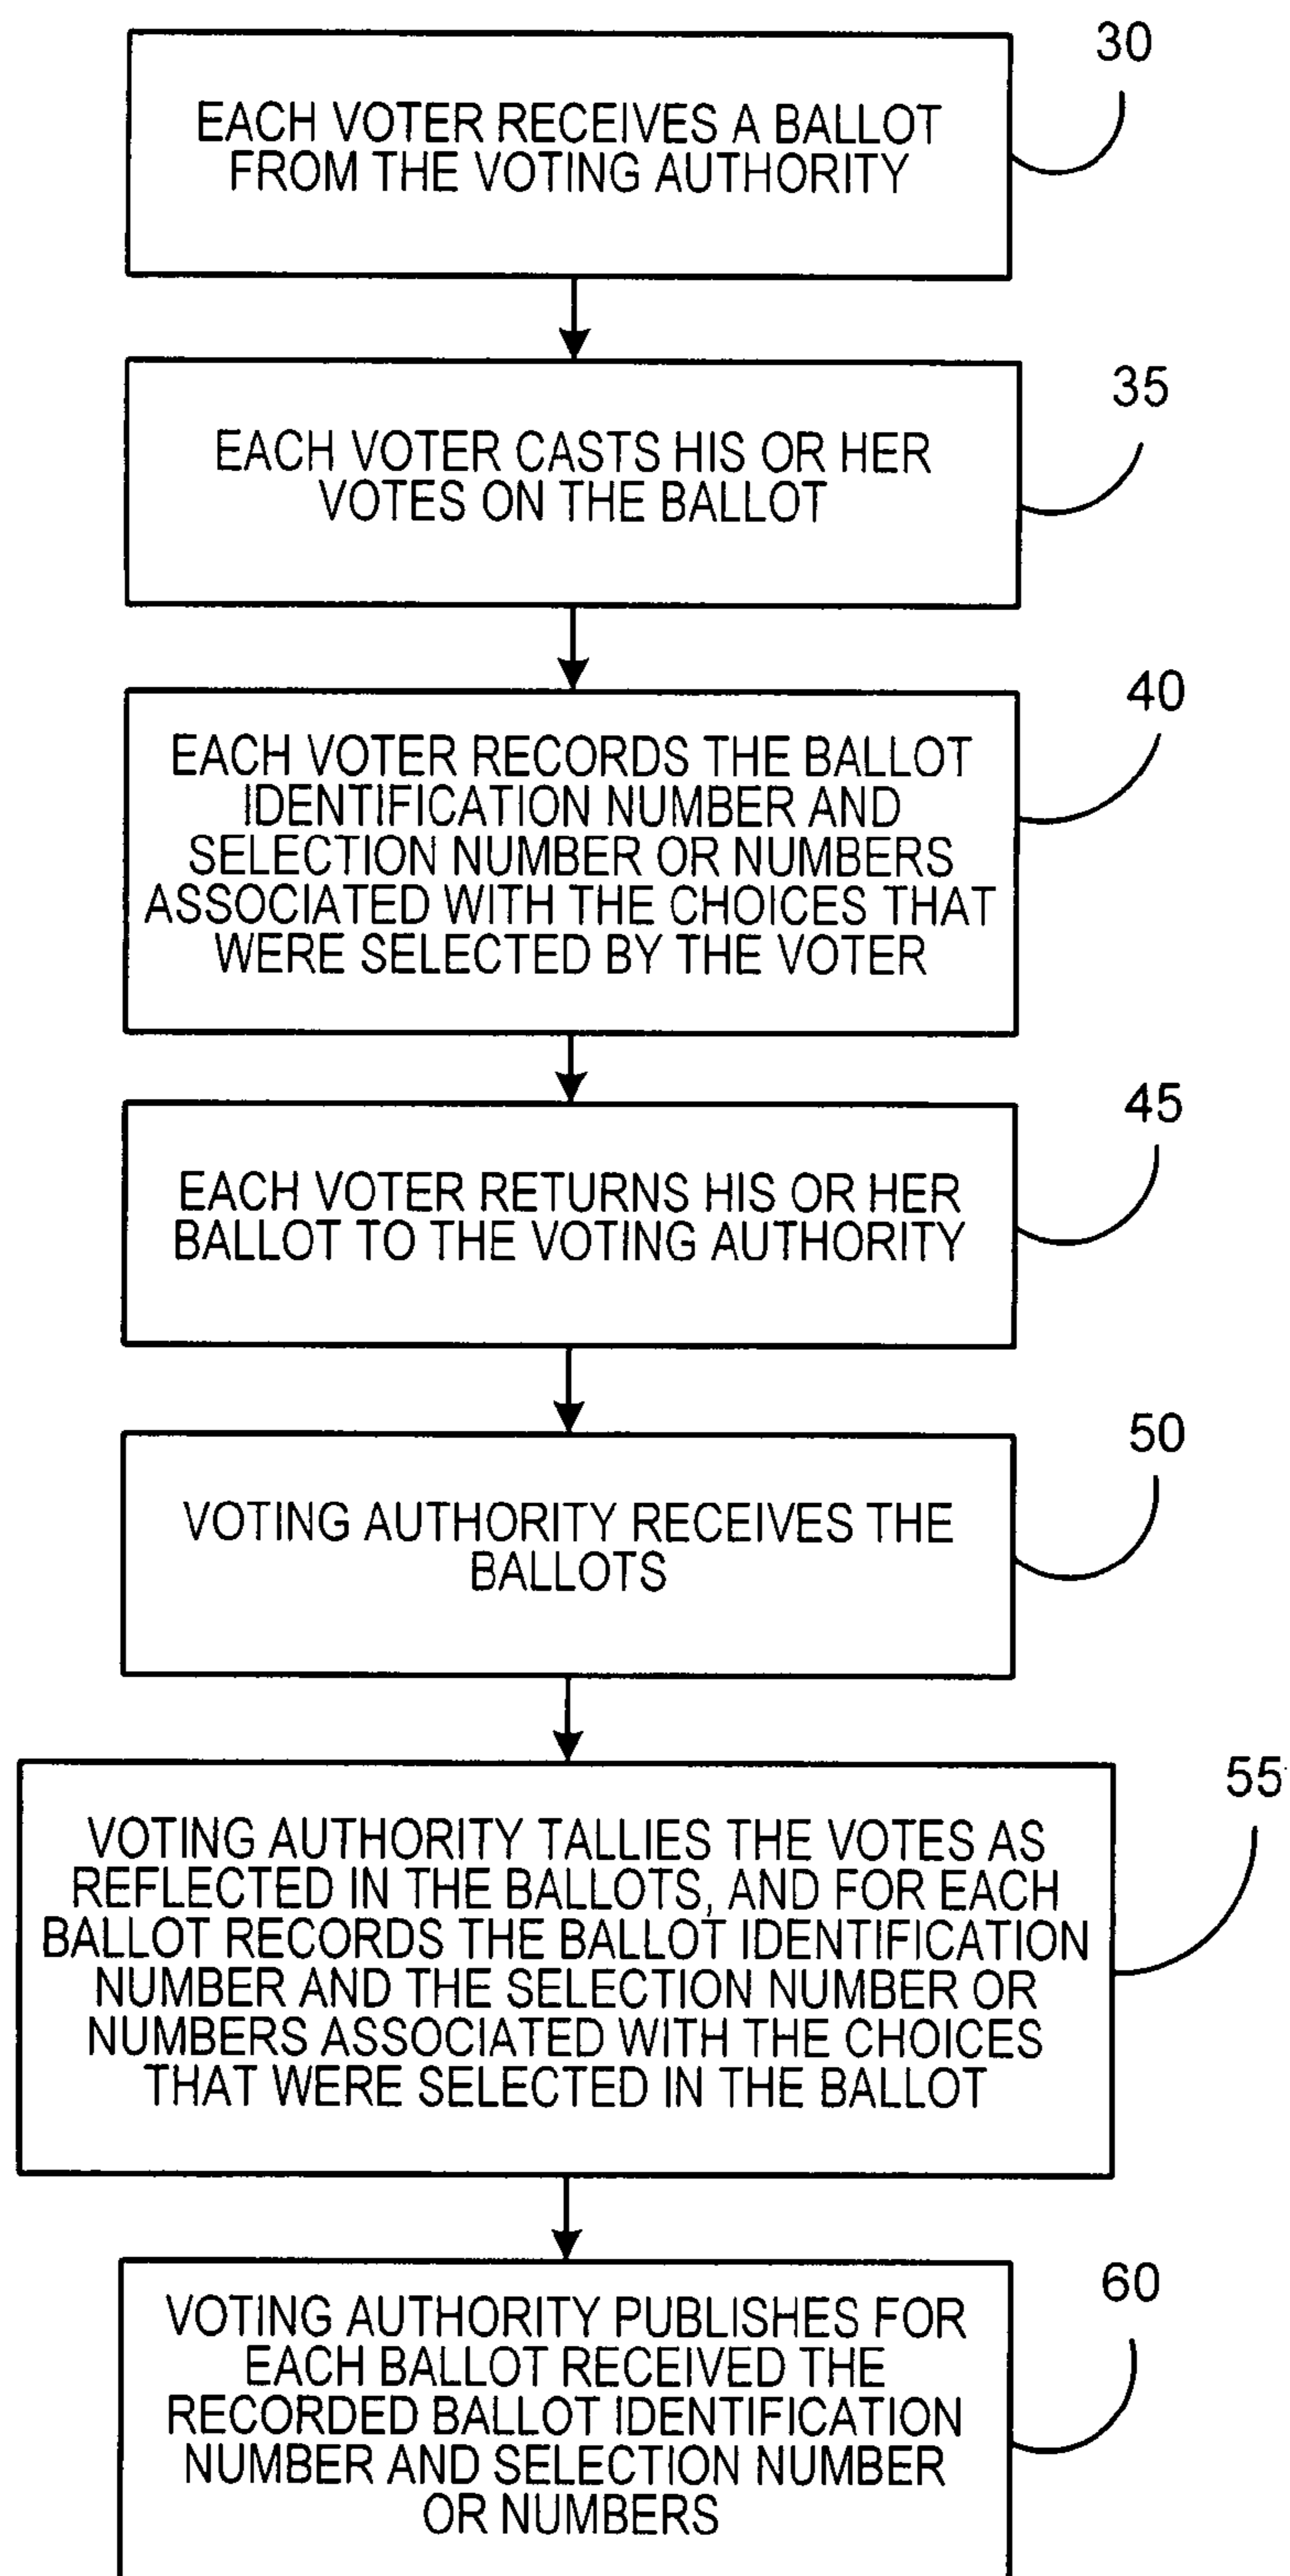 30
EACH VOTER RECEIVES A BALLOT
FROM THE VOTING AUTHORITY
35
EACH VOTER CASTS HIS OR HER
VOTES ON THE BALLOT
40
EACH VOTER RECORDS THE BALLOT
IDENTIFICATION NUMBER AND
SELECTION NUMBER OR NUMBERS
ASSOCIATED WITH THE CHOICES THAT
WERE SELECTED BY THE VOTER
45
EACH VOTER RETURNS HIS OR HER
BALLOT TO THE VOTING AUTHORITY
50
VOTING AUTHORITY RECEIVES THE
BALLOTS
55
VOTING AUTHORITY TALLIES THE VOTES AS
REFLECTED IN THE BALLOTS, AND FOR EACH
BALLOT RECORDS THE BALLOT IDENTIFICATION
NUMBER AND THE SELECTION NUMBER OR
NUMBERS ASSOCIATED WITH THE CHOICES
THAT WERE SELECTED IN THE BALLOT
60
VOTING AUTHORITY PUBLISHES FOR
EACH BALLOT RECEIVED THE
RECORDED BALLOT IDENTIFICATION
NUMBER AND SELECTION NUMBER
OR NUMBERS